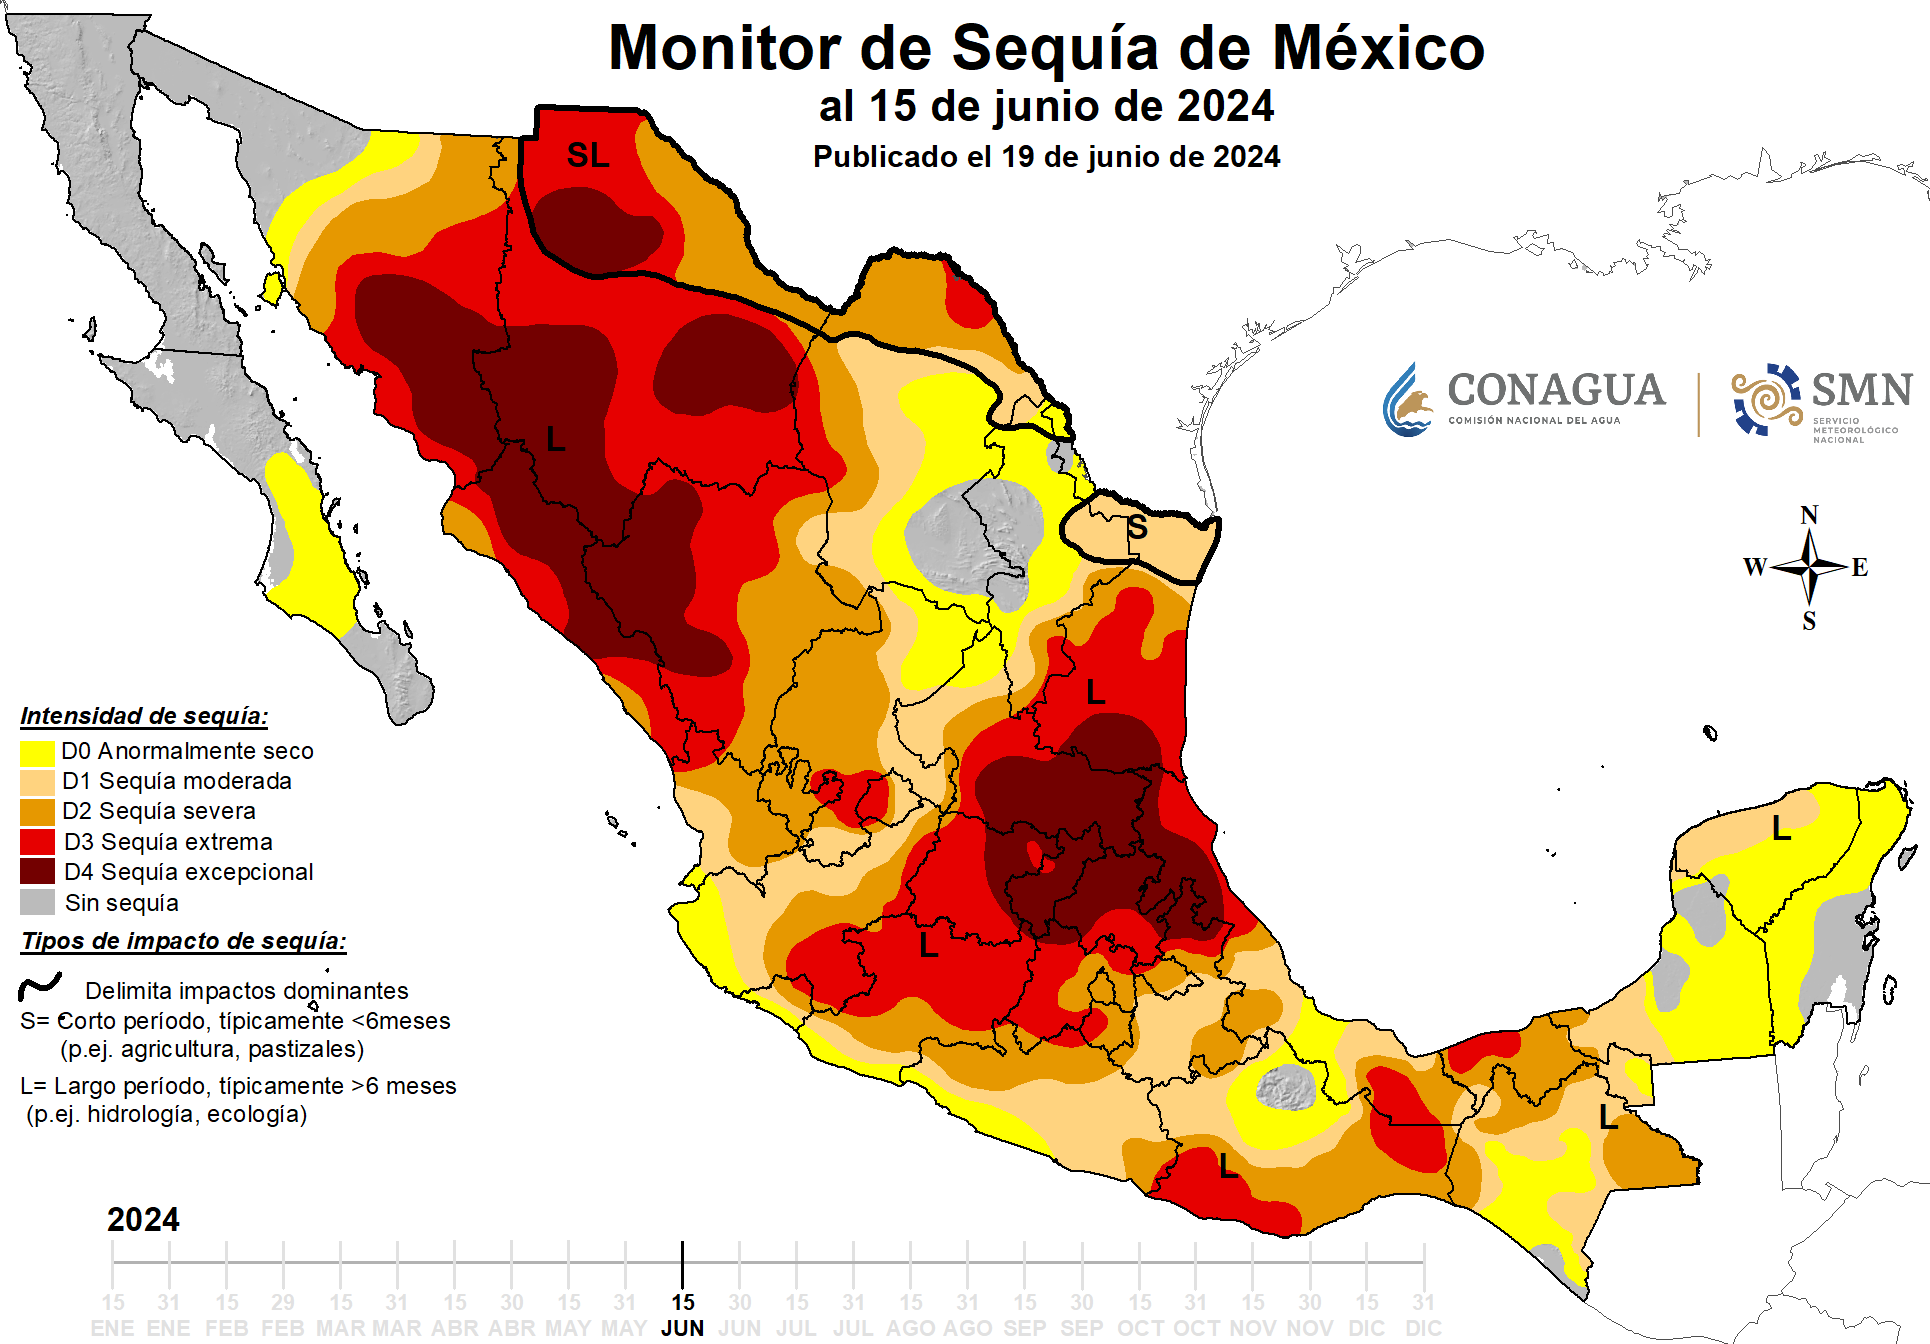 Monitor de Sequía de México
al 15 de junio de 2024
Publicado el 19 de junio de 2024
SL
CONAGUA
COMISIÓN NACIONAL DEL AGUA
SMN
SERVICIO
METEOROLÓGICO
NACIONAL
L
S
N
W E
S
L
Intensidad de sequía:
D0 Anormalmente seco
D1 Sequía moderada
D2 Sequía severa
D3 Sequía extrema
D4 Sequía excepcional
Sin sequía
L
L
Tipos de impacto de sequía:
Delimita impactos dominantes
S= Corto período, típicamente <6meses
(p.ej. agricultura, pastizales)
L= Largo período, típicamente >6 meses
(p.ej. hidrología, ecología)
L
L
2024
15 31 15 29 15 31 15 30 15 31 15 30 15 31 15 31 15 30 15 31 15 30 15 31
ENE ENE FEB FEB MAR MAR ABR ABR MAY MAY JUN JUN JUL JUL AGO AGO SEP SEP OCT OCT NOV NOV DIC DIC